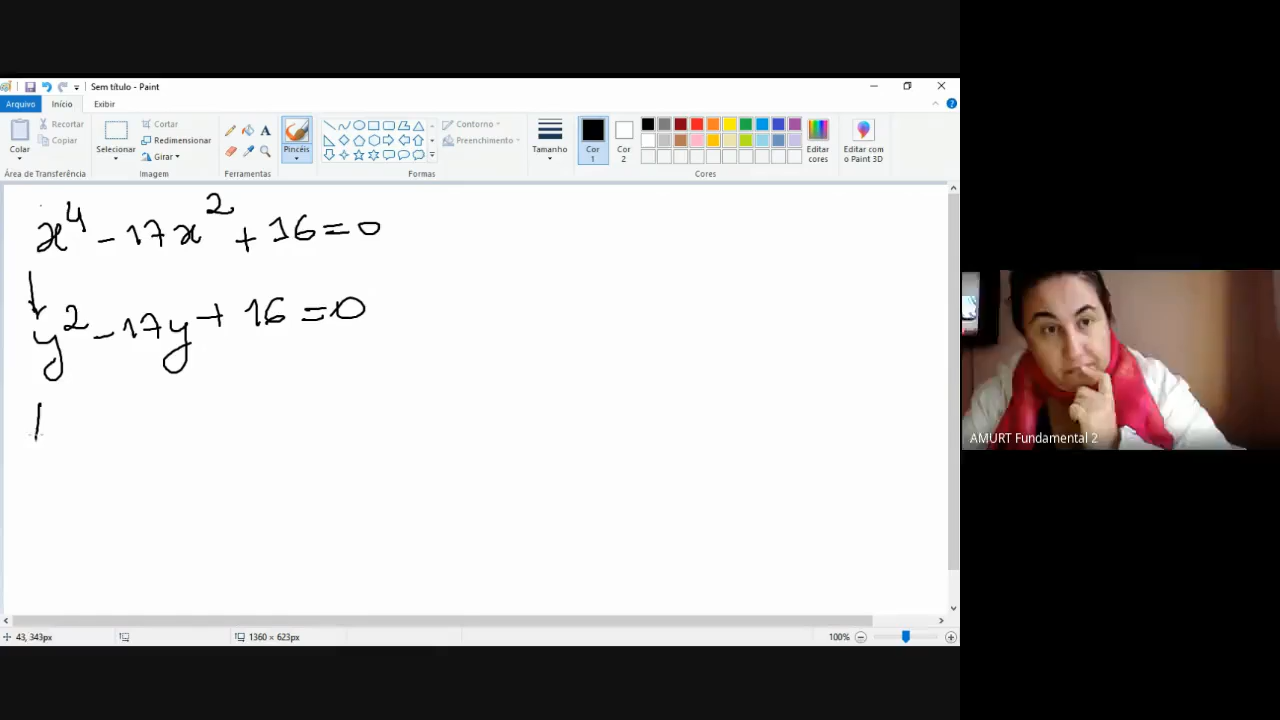 Sem título - Paint
Arquivo Início Exibir
Colar
Recortar
Copiar
Área de Transferência
Selecionar
Cortar
Redimensionar
Girar
Imagem
A
Ferramentas
Pincéis
Contorno
Preenchimento
Formas
Tamanho
Cor 1
Cor 2
Editar cores
Editar com o Paint 3D
Cores
x⁴ - 17x² + 16 = 0
y² - 17y + 16 = 0
AMURT Fundamental 2
43, 343px
1360 × 623px
100%